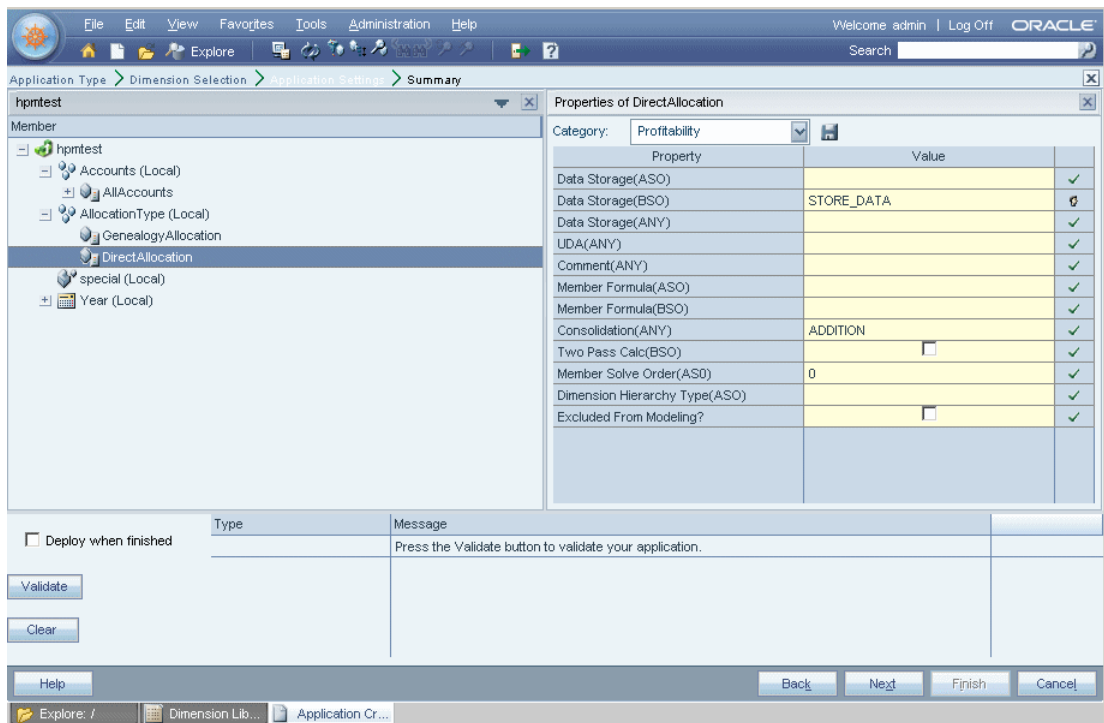 File Edit View Favorites Tools Administration Help Welcome admin | Log Off ORACLE
Explore Search
Application Type Dimension Selection Application Settings Summary
hpmtest Properties of DirectAllocation
Member
Category: Profitability
Property Value
hpmtest
Accounts (Local)
AllAccounts
AllocationType (Local)
GenealogyAllocation
DirectAllocation
special (Local)
Year (Local)
Data Storage(ASO)
Data Storage(BSO) STORE_DATA
Data Storage(ANY)
UDA(ANY)
Comment(ANY)
Member Formula(ASO)
Member Formula(BSO)
Consolidation(ANY) ADDITION
Two Pass Calc(BSO)
Member Solve Order(AS0) 0
Dimension Hierarchy Type(ASO)
Excluded From Modeling?
Deploy when finished
Type Message
Press the Validate button to validate your application.
Validate
Clear
Help Back Next Finish Cancel
Explore: / Dimension Lib... Application Cr...